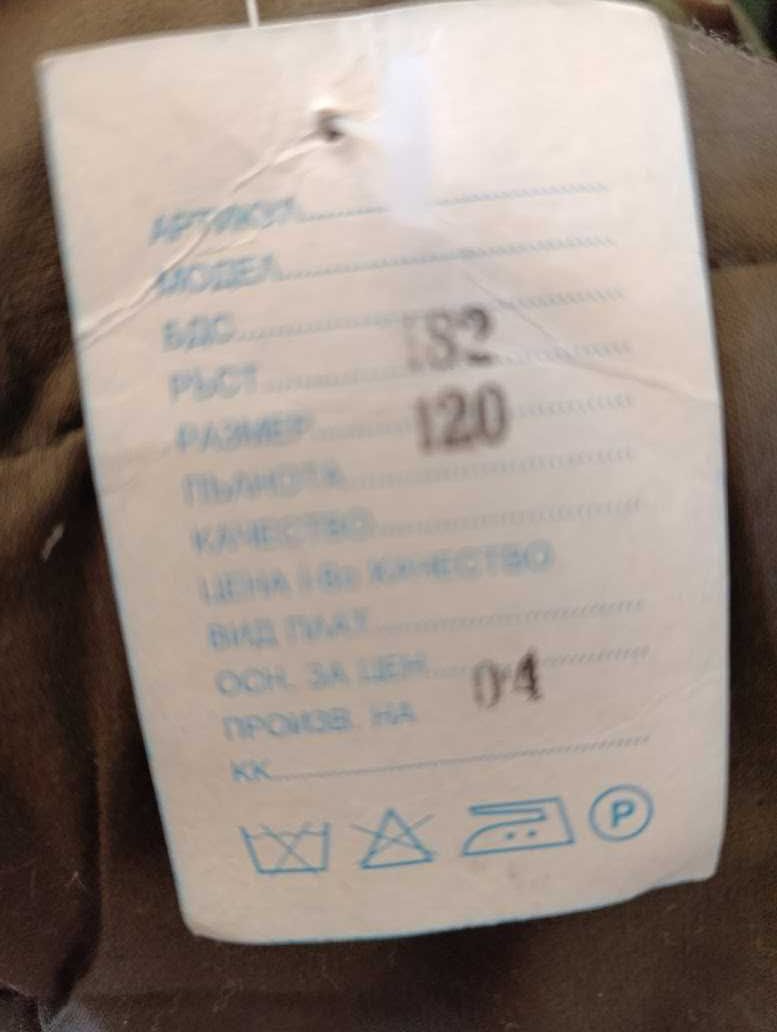 АРТИКУЛ
МОДЕЛ
БДС
РЪСТ 182
РАЗМЕР 120
ПЪЛНОТА
КАЧЕСТВО
ЦЕНА I-во КАЧЕСТВО
ВИД ПЛАТ
ОСН. ЗА ЦЕН. 04
ПРОИЗВ. НА
КК
P